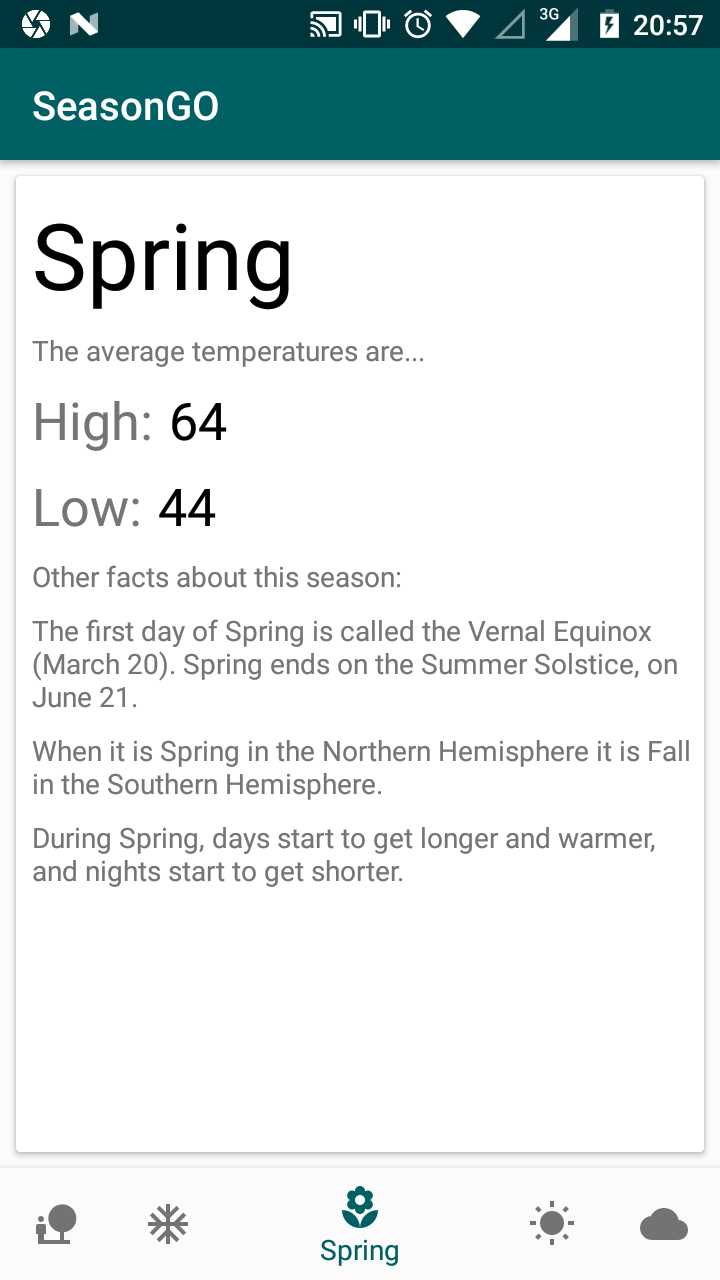 3G
20:57
SeasonGO
Spring
The average temperatures are...
High: 64
Low: 44
Other facts about this season:
The first day of Spring is called the Vernal Equinox
(March 20). Spring ends on the Summer Solstice, on
June 21.
When it is Spring in the Northern Hemisphere it is Fall
in the Southern Hemisphere.
During Spring, days start to get longer and warmer,
and nights start to get shorter.
Spring